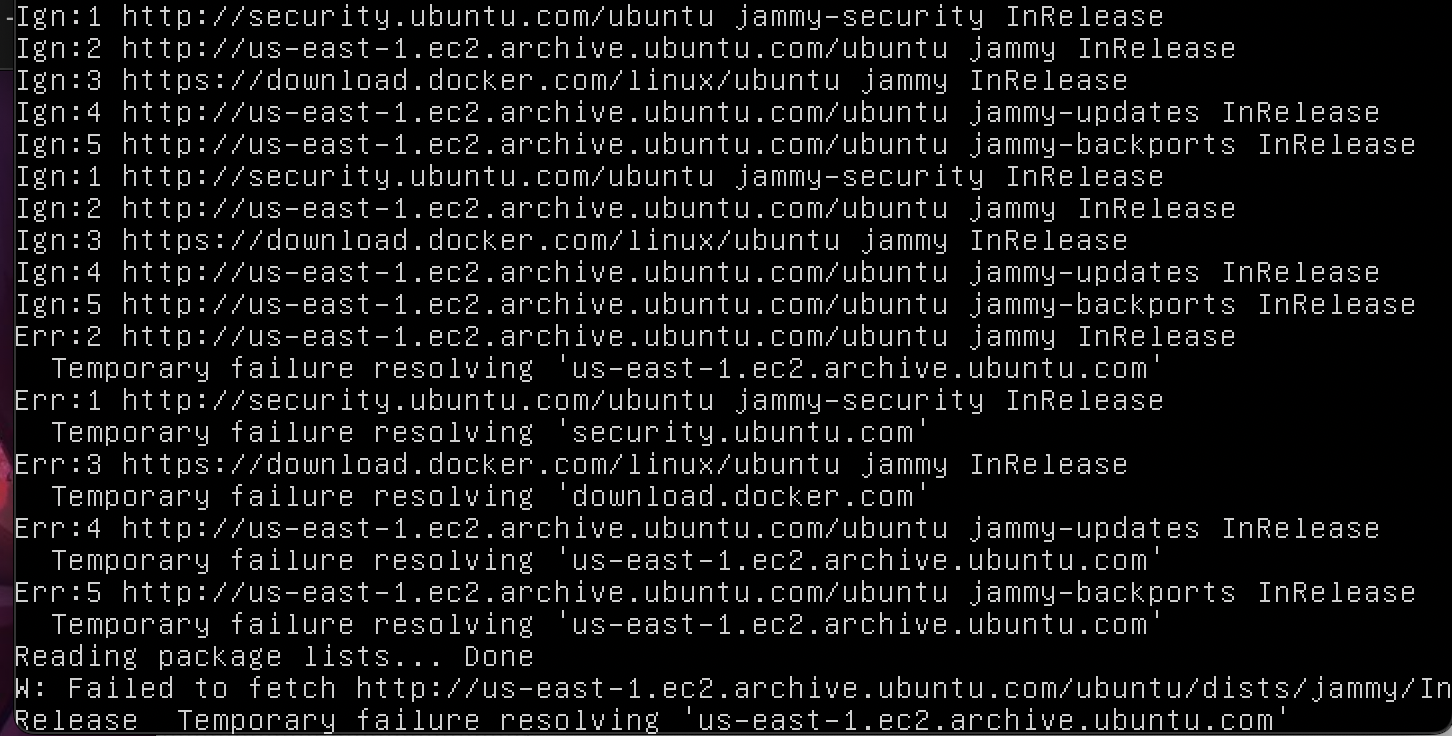 Ign:1 http://security.ubuntu.com/ubuntu jammy-security InRelease
Ign:2 http://us-east-1.ec2.archive.ubuntu.com/ubuntu jammy InRelease
Ign:3 https://download.docker.com/linux/ubuntu jammy InRelease
Ign:4 http://us-east-1.ec2.archive.ubuntu.com/ubuntu jammy-updates InRelease
Ign:5 http://us-east-1.ec2.archive.ubuntu.com/ubuntu jammy-backports InRelease
Ign:1 http://security.ubuntu.com/ubuntu jammy-security InRelease
Ign:2 http://us-east-1.ec2.archive.ubuntu.com/ubuntu jammy InRelease
Ign:3 https://download.docker.com/linux/ubuntu jammy InRelease
Ign:4 http://us-east-1.ec2.archive.ubuntu.com/ubuntu jammy-updates InRelease
Ign:5 http://us-east-1.ec2.archive.ubuntu.com/ubuntu jammy-backports InRelease
Err:2 http://us-east-1.ec2.archive.ubuntu.com/ubuntu jammy InRelease
  Temporary failure resolving 'us-east-1.ec2.archive.ubuntu.com'
Err:1 http://security.ubuntu.com/ubuntu jammy-security InRelease
  Temporary failure resolving 'security.ubuntu.com'
Err:3 https://download.docker.com/linux/ubuntu jammy InRelease
  Temporary failure resolving 'download.docker.com'
Err:4 http://us-east-1.ec2.archive.ubuntu.com/ubuntu jammy-updates InRelease
  Temporary failure resolving 'us-east-1.ec2.archive.ubuntu.com'
Err:5 http://us-east-1.ec2.archive.ubuntu.com/ubuntu jammy-backports InRelease
  Temporary failure resolving 'us-east-1.ec2.archive.ubuntu.com'
Reading package lists... Done
W: Failed to fetch http://us-east-1.ec2.archive.ubuntu.com/ubuntu/dists/jammy/In
Release  Temporary failure resolving 'us-east-1.ec2.archive.ubuntu.com'